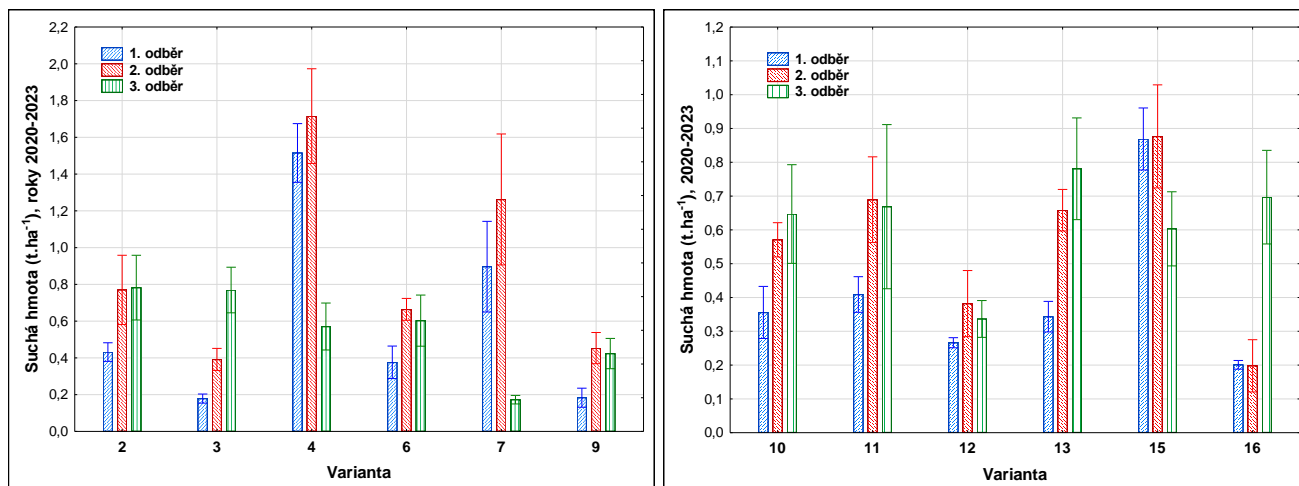 Suchá hmota (t.ha-1), roky 2020-2023
2,2
2,0
1,8
1,6
1,4
1,2
1,0
0,8
0,6
0,4
0,2
0,0
1. odběr
2. odběr
3. odběr
2 3 4 6 7 9
Varianta
Suchá hmota (t.ha-1), 2020-2023
1,2
1,1
1,0
0,9
0,8
0,7
0,6
0,5
0,4
0,3
0,2
0,1
0,0
1. odběr
2. odběr
3. odběr
10 11 12 13 15 16
Varianta